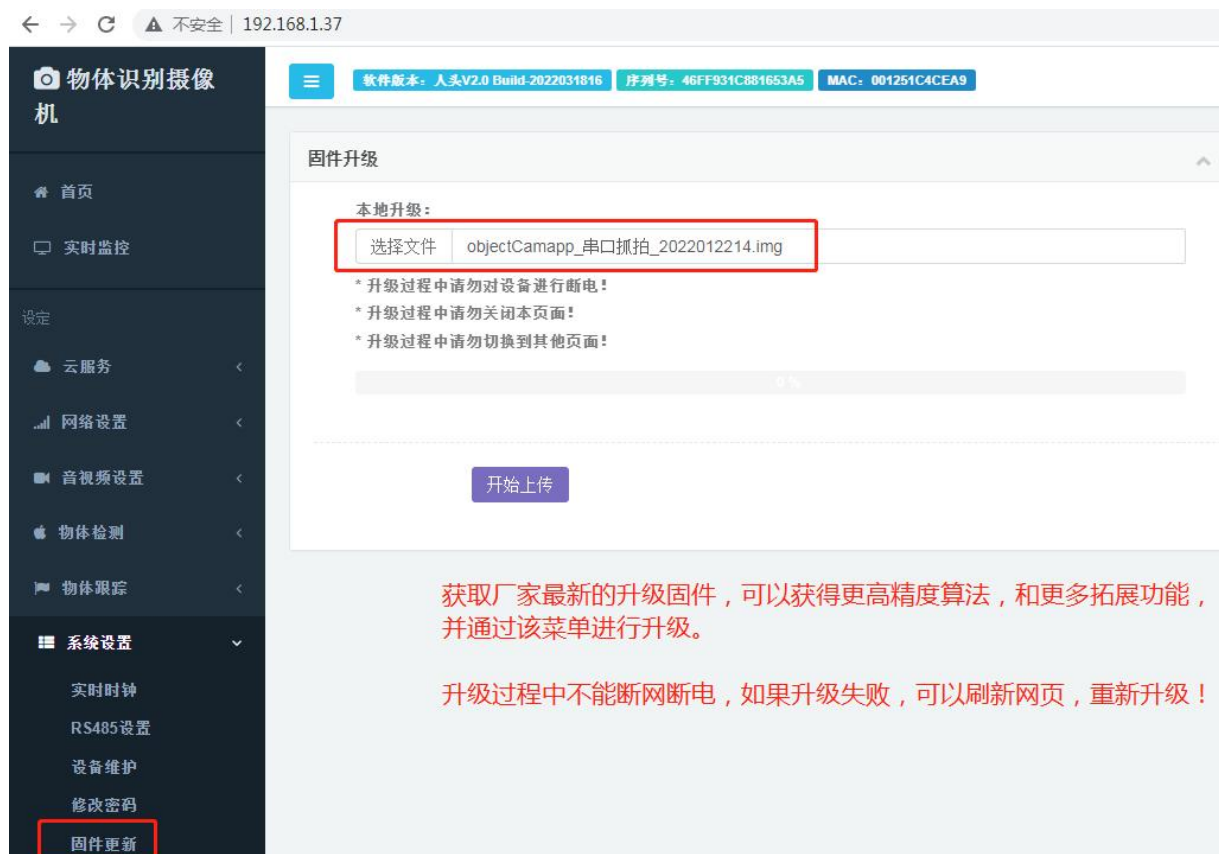 不安全 | 192.168.1.37
物体识别摄像机
软件版本：人头V2.0 Build-2022031816
序列号：46FF931C881653A5
MAC：001251C4CEA9
首页
实时监控
设定
云服务
网络设置
音视频设置
物体检测
物体跟踪
系统设置
实时时钟
RS485设置
设备维护
修改密码
固件更新
固件升级
本地升级：
选择文件 objectCamapp_串口抓拍_2022012214.img
* 升级过程中请勿对设备进行断电！
* 升级过程中请勿关闭本页面！
* 升级过程中请勿切换到其他页面！
0 %
开始上传
获取厂家最新的升级固件，可以获得更高精度算法，和更多拓展功能，
并通过该菜单进行升级。
升级过程中不能断网断电，如果升级失败，可以刷新网页，重新升级！